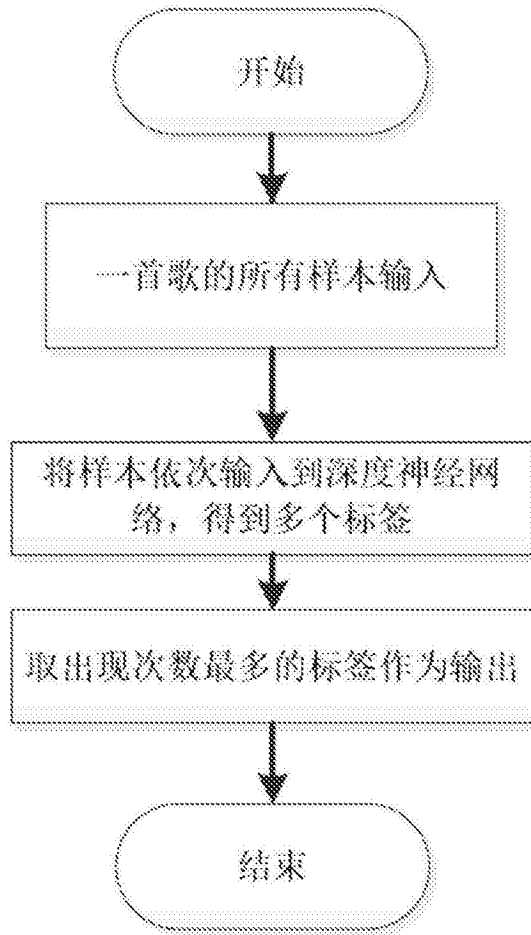 开始
一首歌的所有样本输入
将样本依次输入到深度神经网
络，得到多个标签
取出现次数最多的标签作为输出
结束